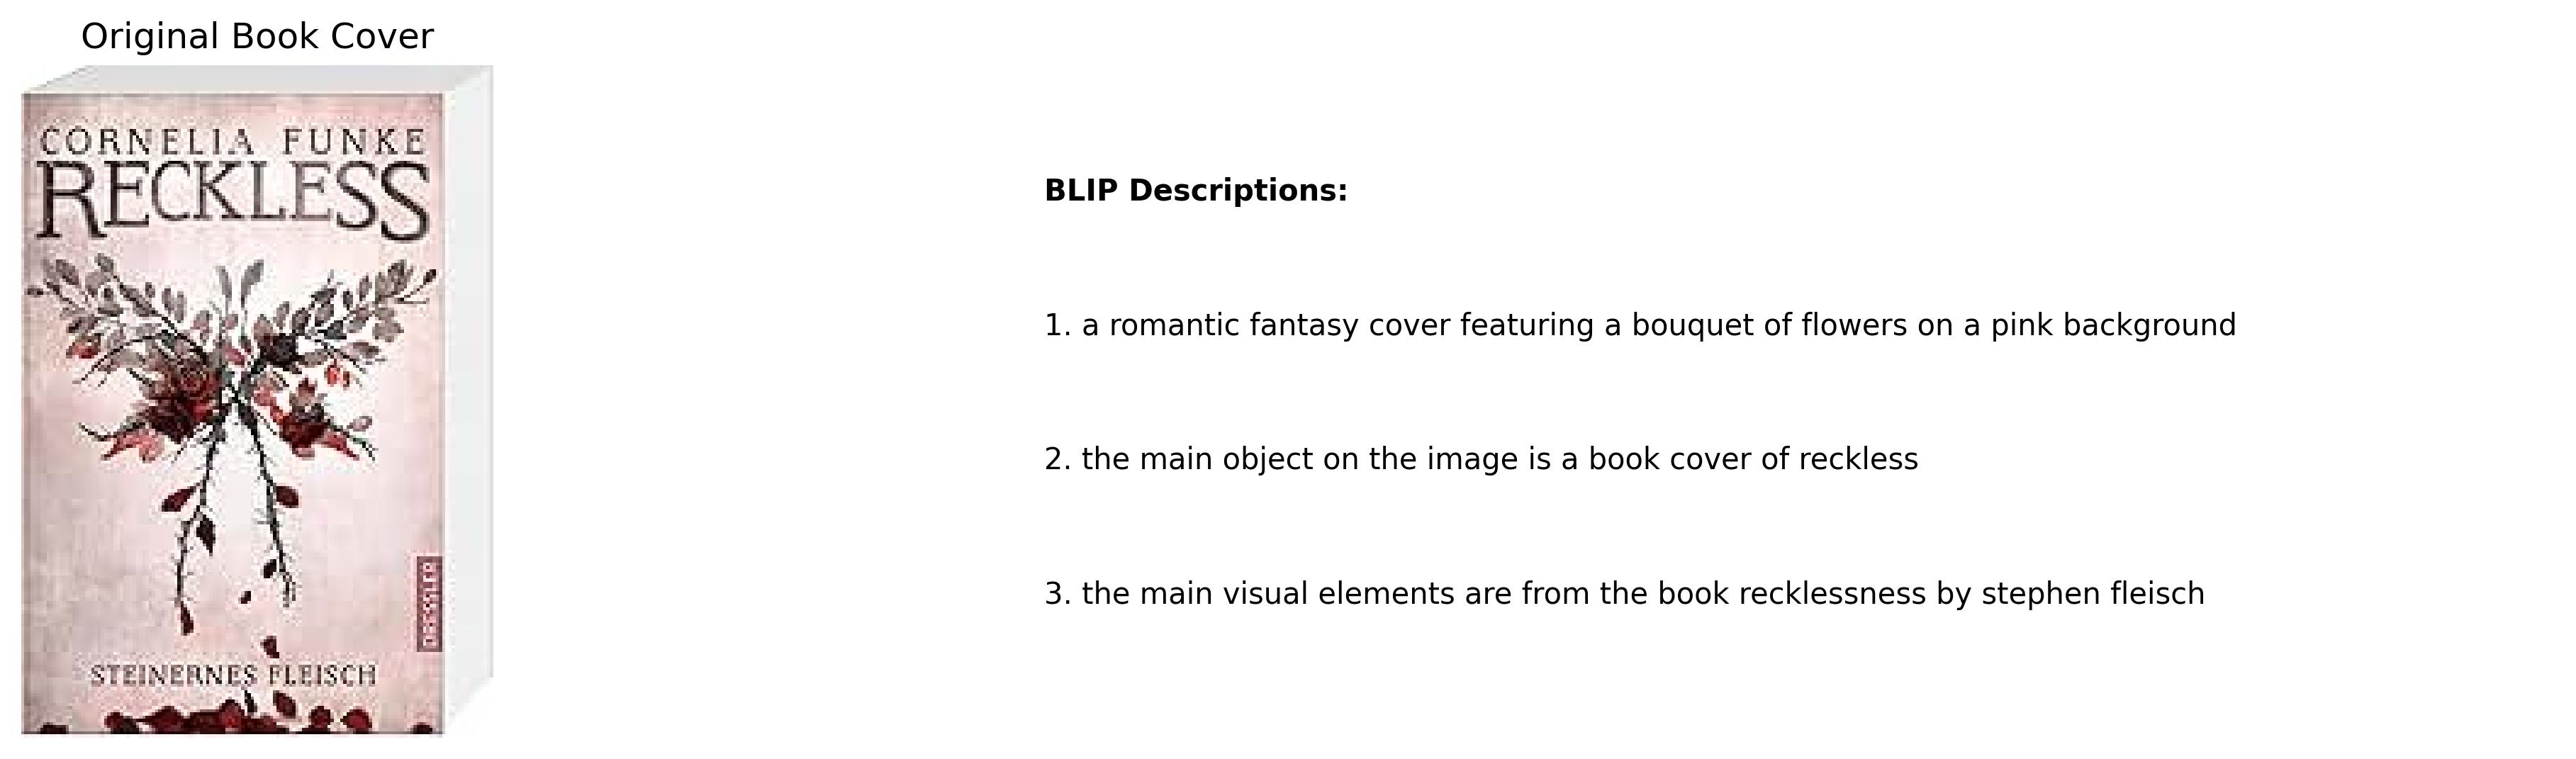 Original Book Cover
CORNELIA FUNKE
RECKLESS
DRESSLER
STEINERNES FLEISCH
BLIP Descriptions:
1. a romantic fantasy cover featuring a bouquet of flowers on a pink background
2. the main object on the image is a book cover of reckless
3. the main visual elements are from the book recklessness by stephen fleisch